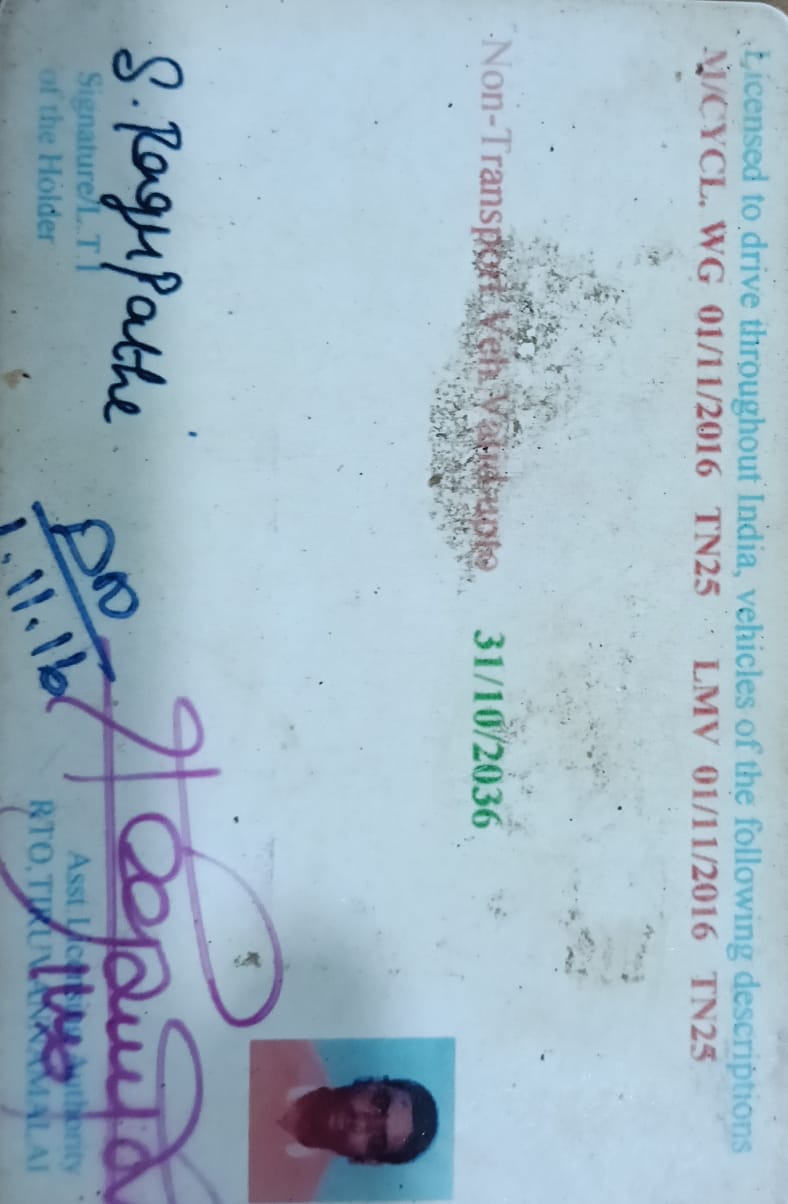 Licensed to drive throughout India, vehicles of the following descriptions
M/CYCL. WG 01/11/2016 TN25 LMV 01/11/2016 TN25
Non-Transport Veh. Valid upto 31/10/2036
S. Ragupathe
Signature/L.T.I
of the Holder
1.11.16
Asst Licensing Authority
RTO,TIRUVANNAMALAI